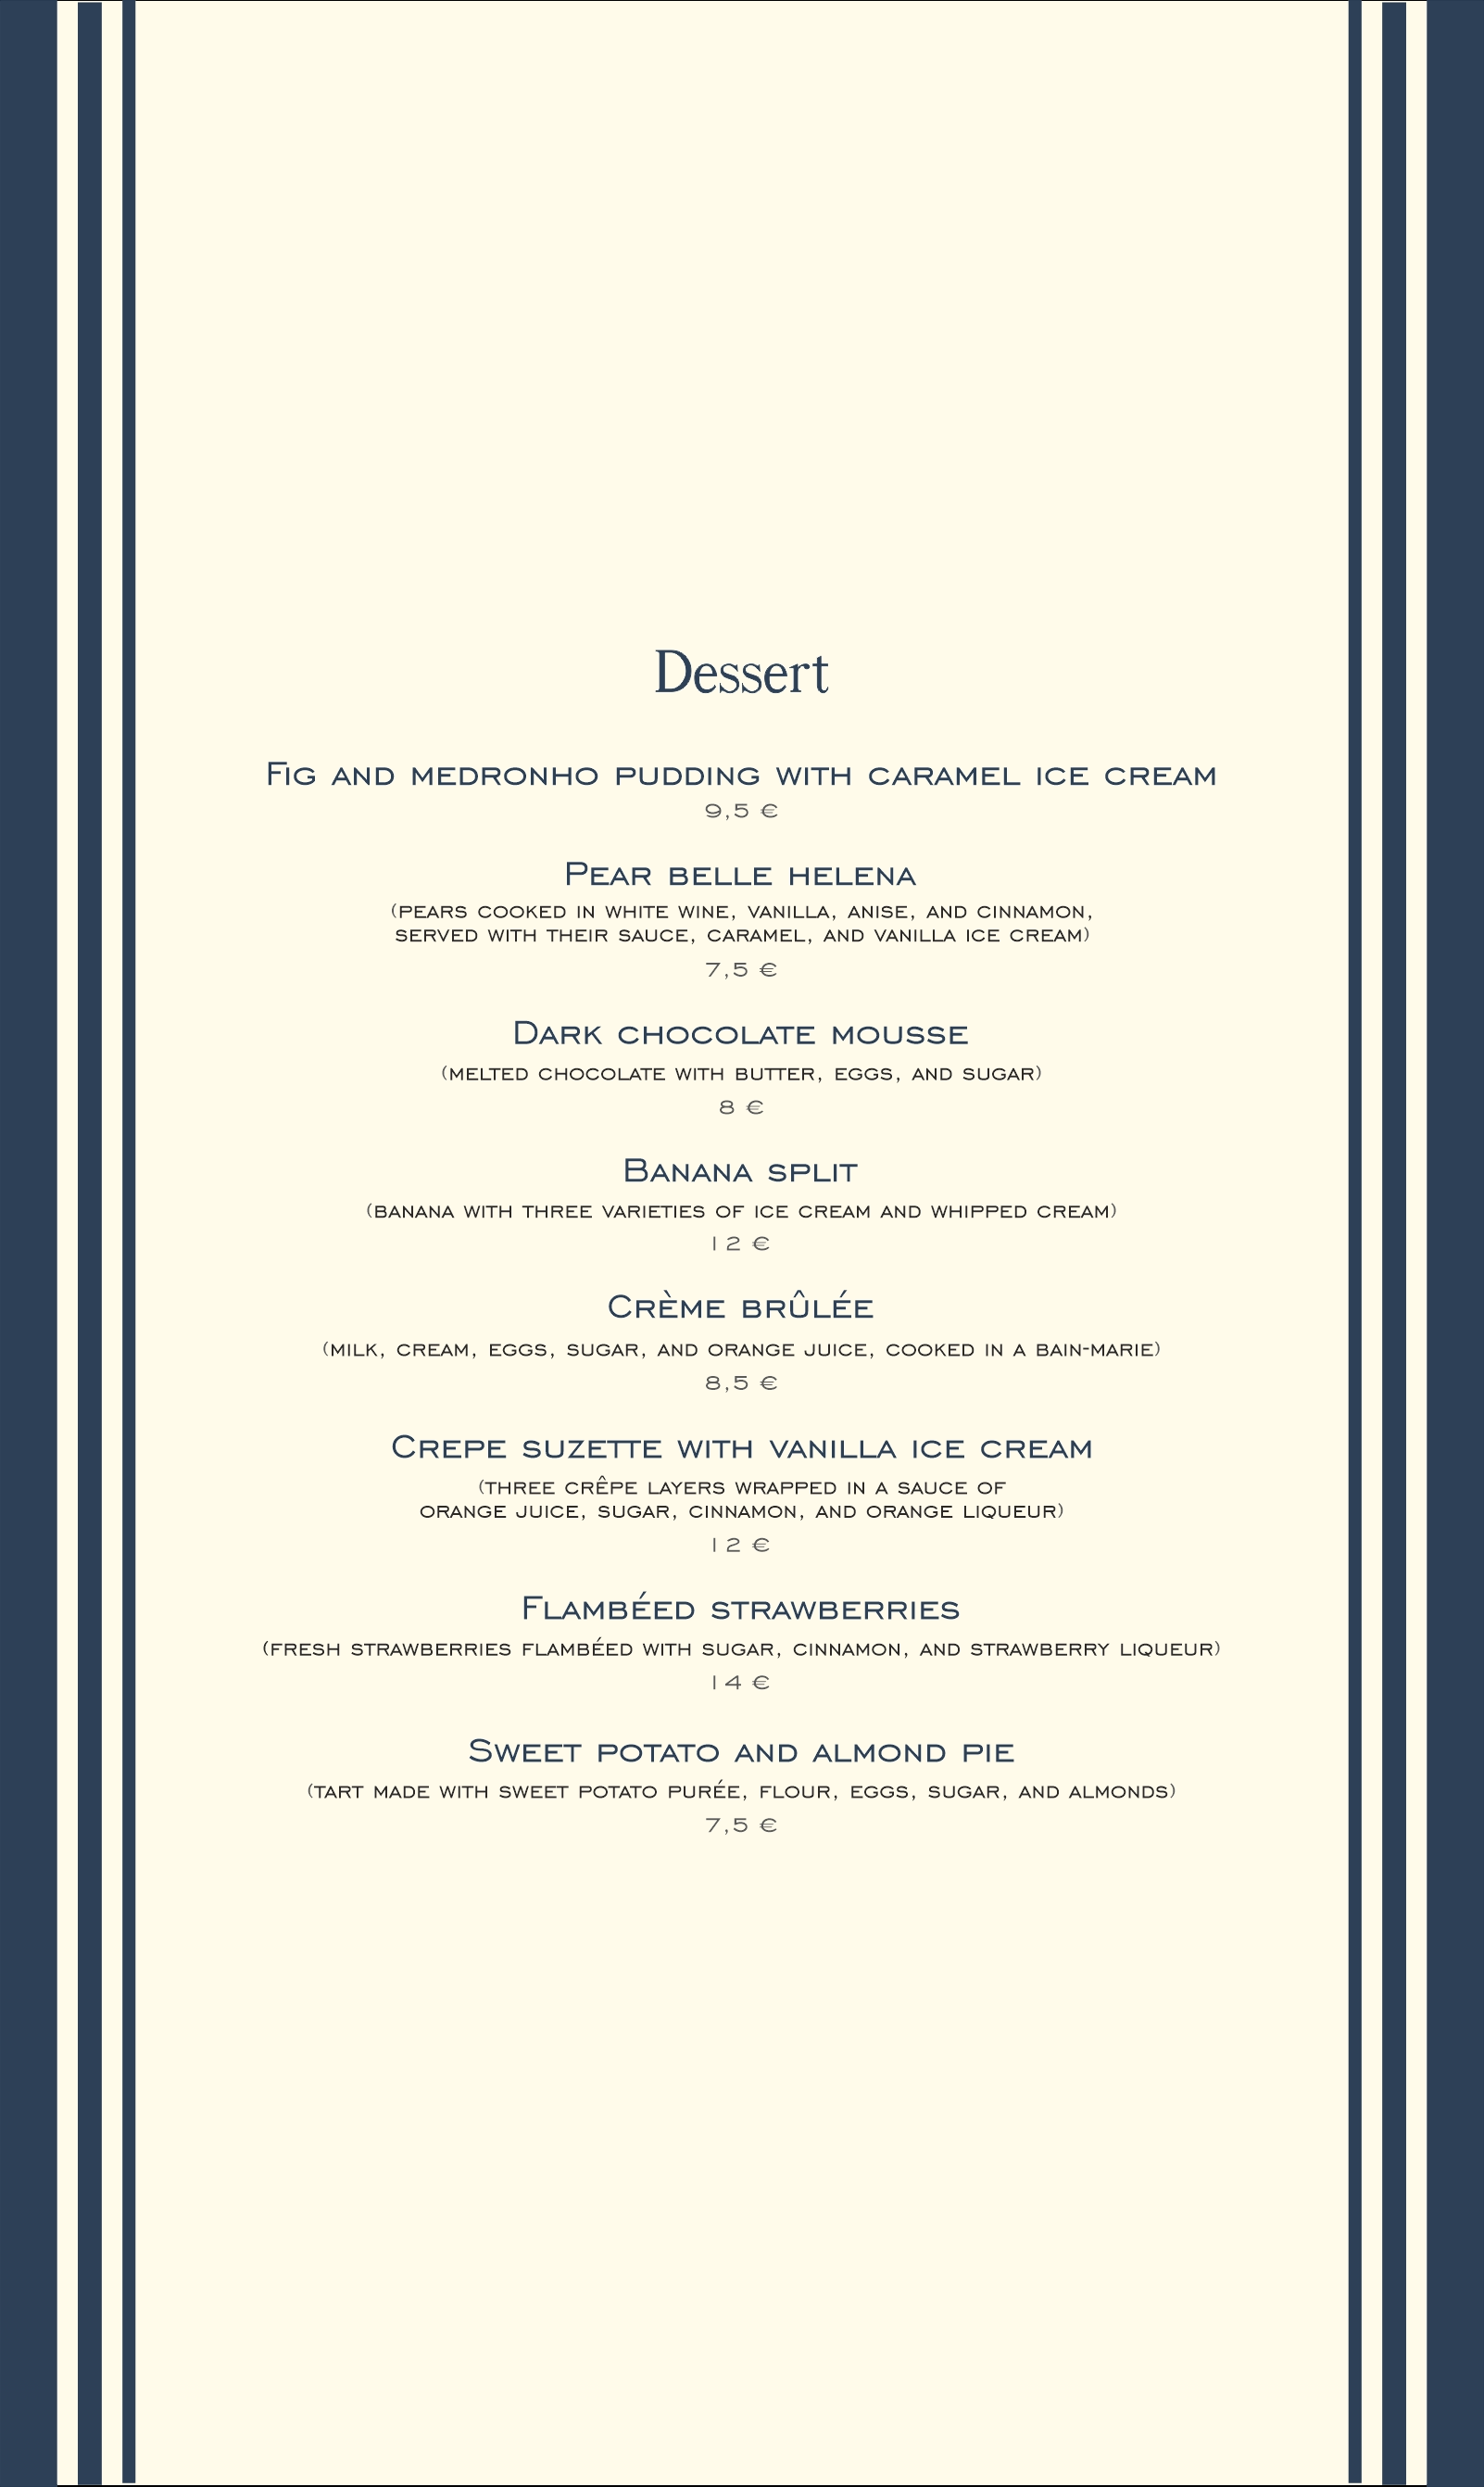 Dessert
Fig and medronho pudding with caramel ice cream
9,5 €
Pear belle helena
(pears cooked in white wine, vanilla, anise, and cinnamon,
served with their sauce, caramel, and vanilla ice cream)
7,5 €
Dark chocolate mousse
(melted chocolate with butter, eggs, and sugar)
8 €
Banana split
(banana with three varieties of ice cream and whipped cream)
12 €
Crème brûlée
(milk, cream, eggs, sugar, and orange juice, cooked in a bain-marie)
8,5 €
Crepe suzette with vanilla ice cream
(three crêpe layers wrapped in a sauce of
orange juice, sugar, cinnamon, and orange liqueur)
12 €
Flambéed strawberries
(fresh strawberries flambéed with sugar, cinnamon, and strawberry liqueur)
14 €
Sweet potato and almond pie
(tart made with sweet potato purée, flour, eggs, sugar, and almonds)
7,5 €